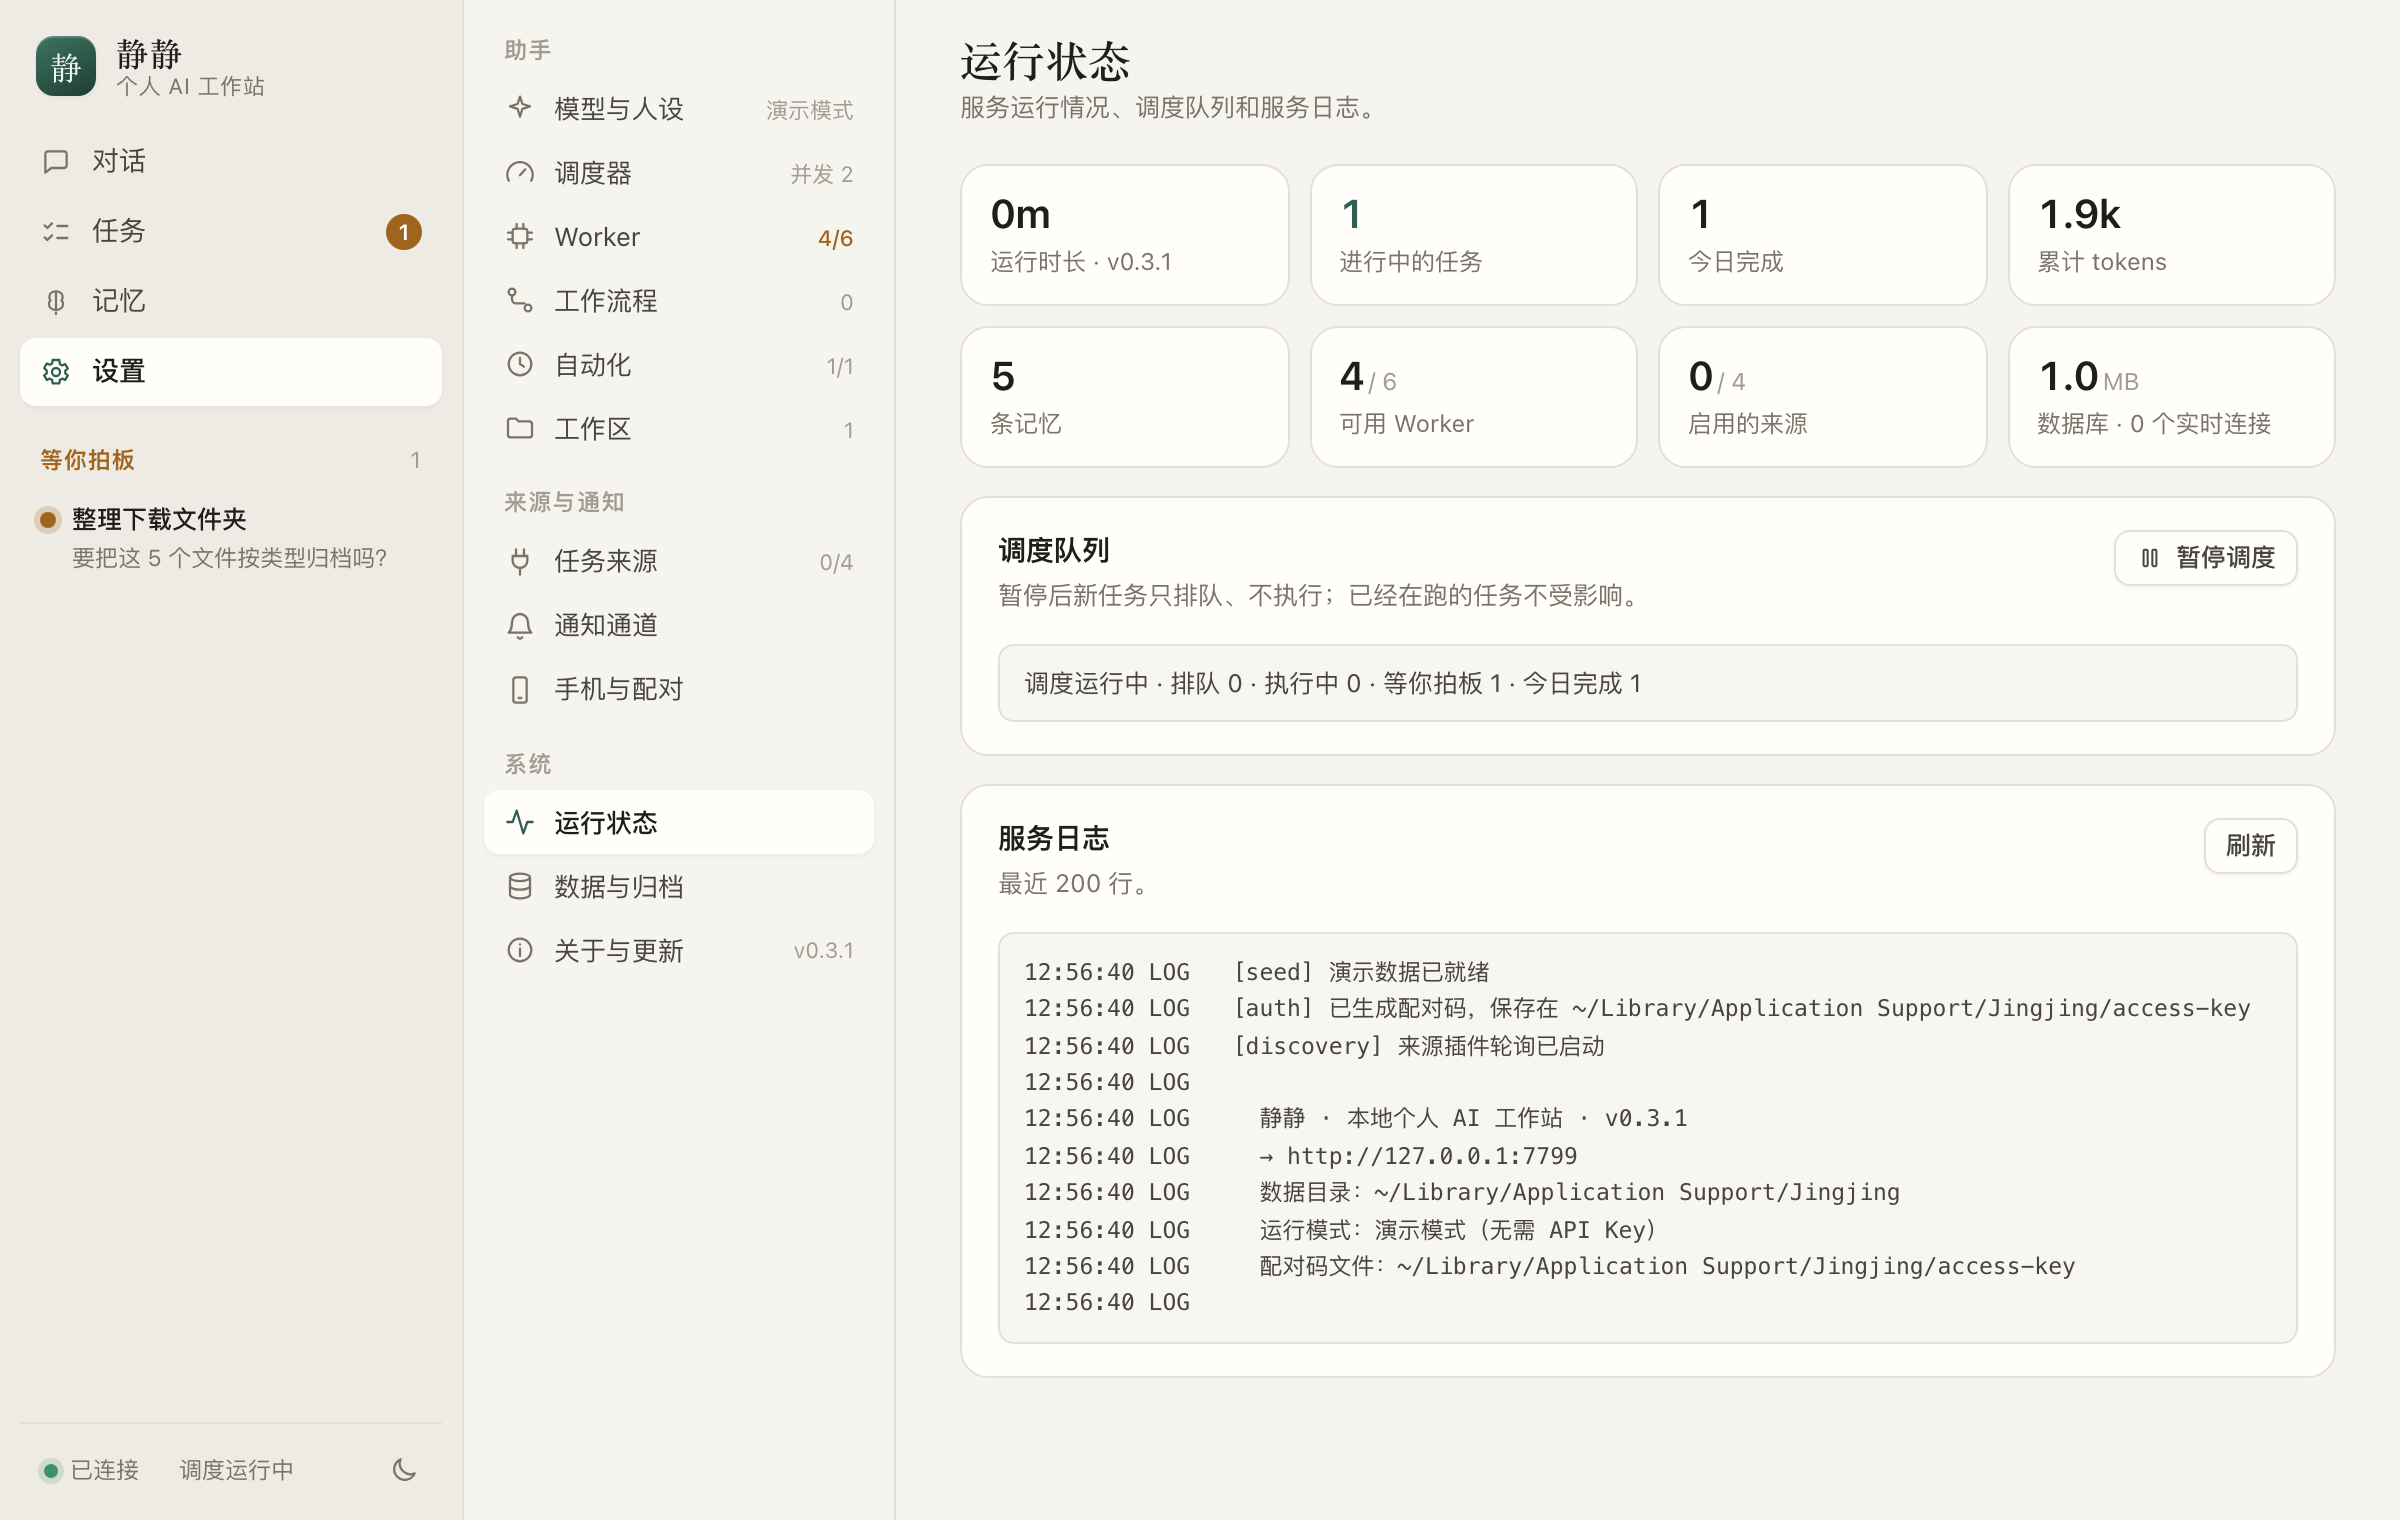 静
静静
个人 AI 工作站
对话
任务 1
记忆
设置
等你拍板 1
整理下载文件夹
要把这 5 个文件按类型归档吗?
已连接 调度运行中
助手
模型与人设 演示模式
调度器 并发 2
Worker 4/6
工作流程 0
自动化 1/1
工作区 1
来源与通知
任务来源 0/4
通知通道
手机与配对
系统
运行状态
数据与归档
关于与更新 v0.3.1
运行状态
服务运行情况、调度队列和服务日志。
0m
运行时长 · v0.3.1
1
进行中的任务
1
今日完成
1.9k
累计 tokens
5
条记忆
4 / 6
可用 Worker
0 / 4
启用的来源
1.0 MB
数据库 · 0 个实时连接
调度队列
暂停调度
暂停后新任务只排队、不执行；已经在跑的任务不受影响。
调度运行中 · 排队 0 · 执行中 0 · 等你拍板 1 · 今日完成 1
服务日志
刷新
最近 200 行。
12:56:40 LOG [seed] 演示数据已就绪
12:56:40 LOG [auth] 已生成配对码，保存在 ~/Library/Application Support/Jingjing/access-key
12:56:40 LOG [discovery] 来源插件轮询已启动
12:56:40 LOG
12:56:40 LOG 静静 · 本地个人 AI 工作站 · v0.3.1
12:56:40 LOG → http://127.0.0.1:7799
12:56:40 LOG 数据目录：~/Library/Application Support/Jingjing
12:56:40 LOG 运行模式：演示模式（无需 API Key）
12:56:40 LOG 配对码文件：~/Library/Application Support/Jingjing/access-key
12:56:40 LOG